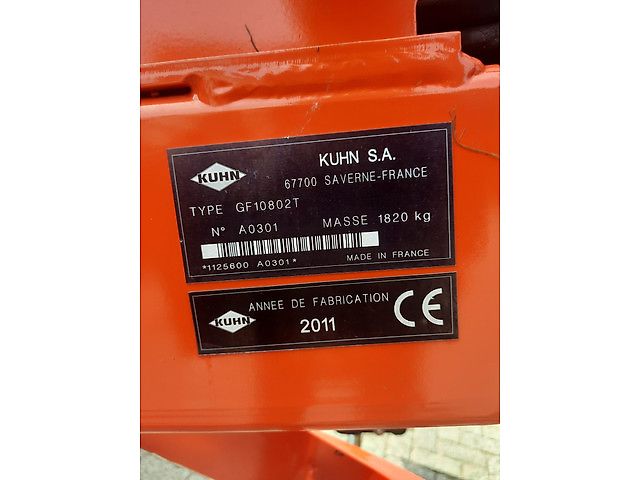 KUHN
KUHN S.A.
67700 SAVERNE-FRANCE
TYPE GF10802T
N° A0301 MASSE 1820 kg
*1125600 A0301* MADE IN FRANCE
KUHN
ANNEE DE FABRICATION
2011
CE